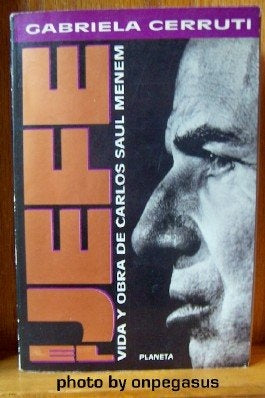 GABRIELA CERRUTI
EL
JEFE
VIDA Y OBRA DE CARLOS SAUL MENEM
PLANETA
photo by onpegasus